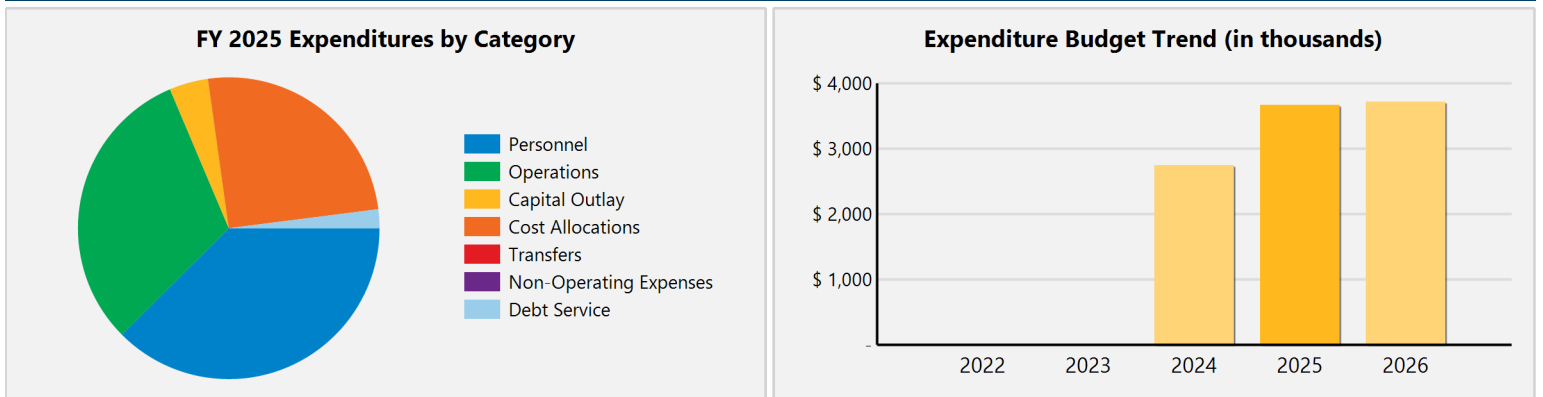 FY 2025 Expenditures by Category
Personnel
Operations
Capital Outlay
Cost Allocations
Transfers
Non-Operating Expenses
Debt Service
Expenditure Budget Trend (in thousands)
$ 4,000
$ 3,000
$ 2,000
$ 1,000
-
2022 2023 2024 2025 2026